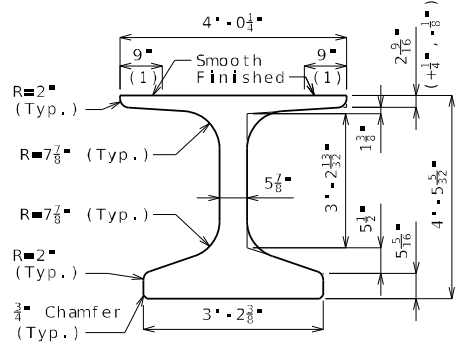 4'-0¼"
9" Smooth 9"
(1) Finished (1)
2 9/16"
(+¼", -⅛")
R=2"
(Typ.)
R=7⅞" (Typ.)
1⅜"
5⅞"
3'-2 13/32"
4'-5 5/32"
R=7⅞" (Typ.)
5½"
5 5/16"
R=2"
(Typ.)
¾" Chamfer
(Typ.)
3'-2⅜"